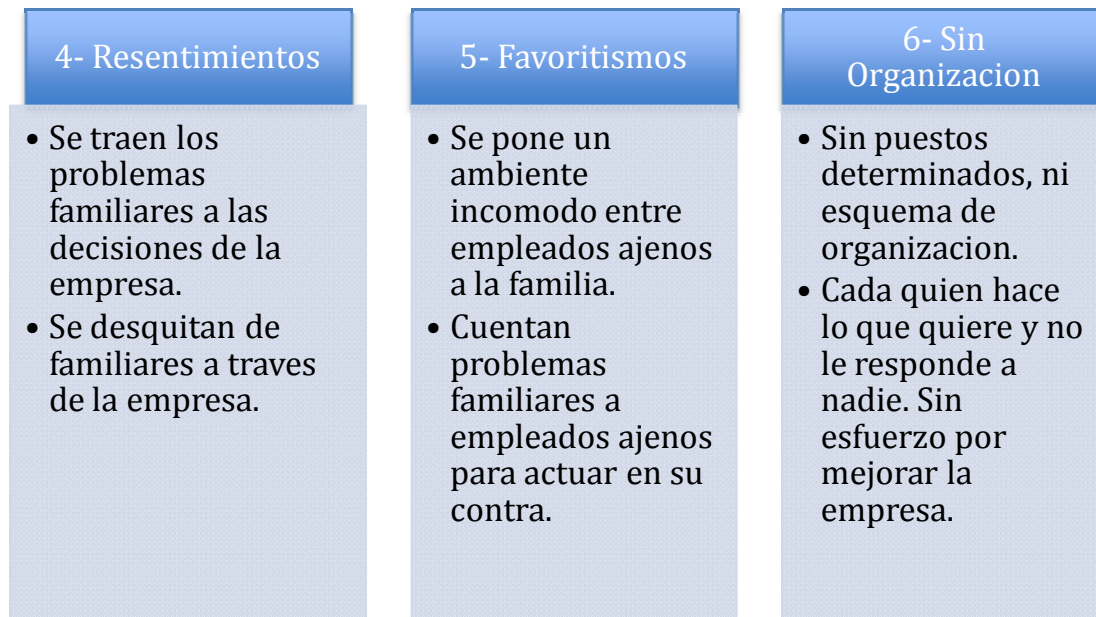 4- Resentimientos
• Se traen los
problemas
familiares a las
decisiones de la
empresa.
• Se desquitan de
familiares a traves
de la empresa.
5- Favoritismos
• Se pone un
ambiente
incomodo entre
empleados ajenos
a la familia.
• Cuentan
problemas
familiares a
empleados ajenos
para actuar en su
contra.
6- Sin
Organizacion
• Sin puestos
determinados, ni
esquema de
organizacion.
• Cada quien hace
lo que quiere y no
le responde a
nadie. Sin
esfuerzo por
mejorar la
empresa.